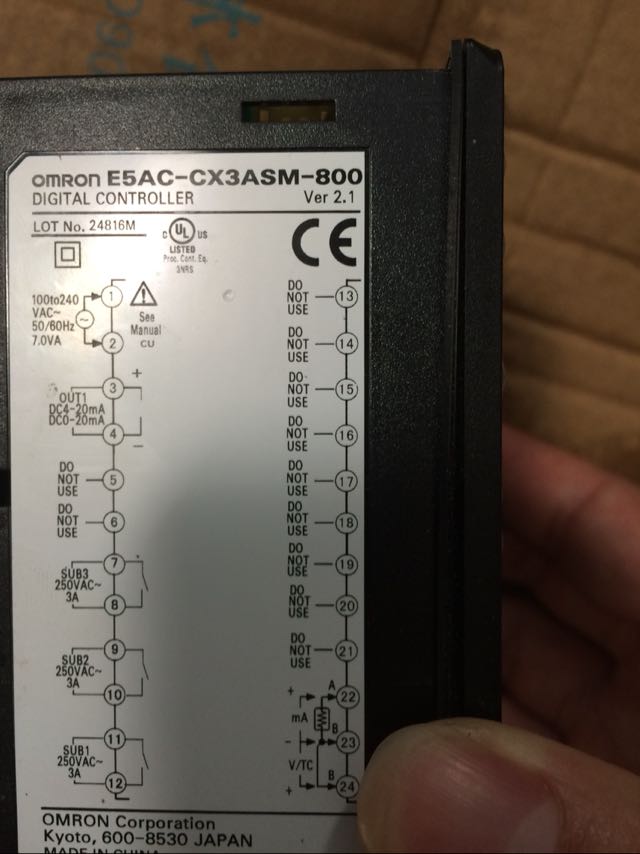 OMRON E5AC-CX3ASM-800
DIGITAL CONTROLLER Ver 2.1
LOT No. 24816M
C UL US
LISTED
Proc. Cont. Eq.
3NRS
CE
100to240
VAC~
50/60Hz
7.0VA
1
2
See
Manual
CU
3
+
OUT1
DC4-20mA
DC0-20mA
4
-
DO
NOT
USE
5
DO
NOT
USE
6
7
SUB3
250VAC~
3A
8
9
SUB2
250VAC~
3A
10
11
SUB1
250VAC~
3A
12
DO
NOT
USE
13
DO
NOT
USE
14
DO
NOT
USE
15
DO
NOT
USE
16
DO
NOT
USE
17
DO
NOT
USE
18
DO
NOT
USE
19
DO
NOT
USE
20
DO
NOT
USE
21
+ A 22
mA
- B 23
V/TC
+ B 24
OMRON Corporation
Kyoto, 600-8530 JAPAN
MADE IN CHINA